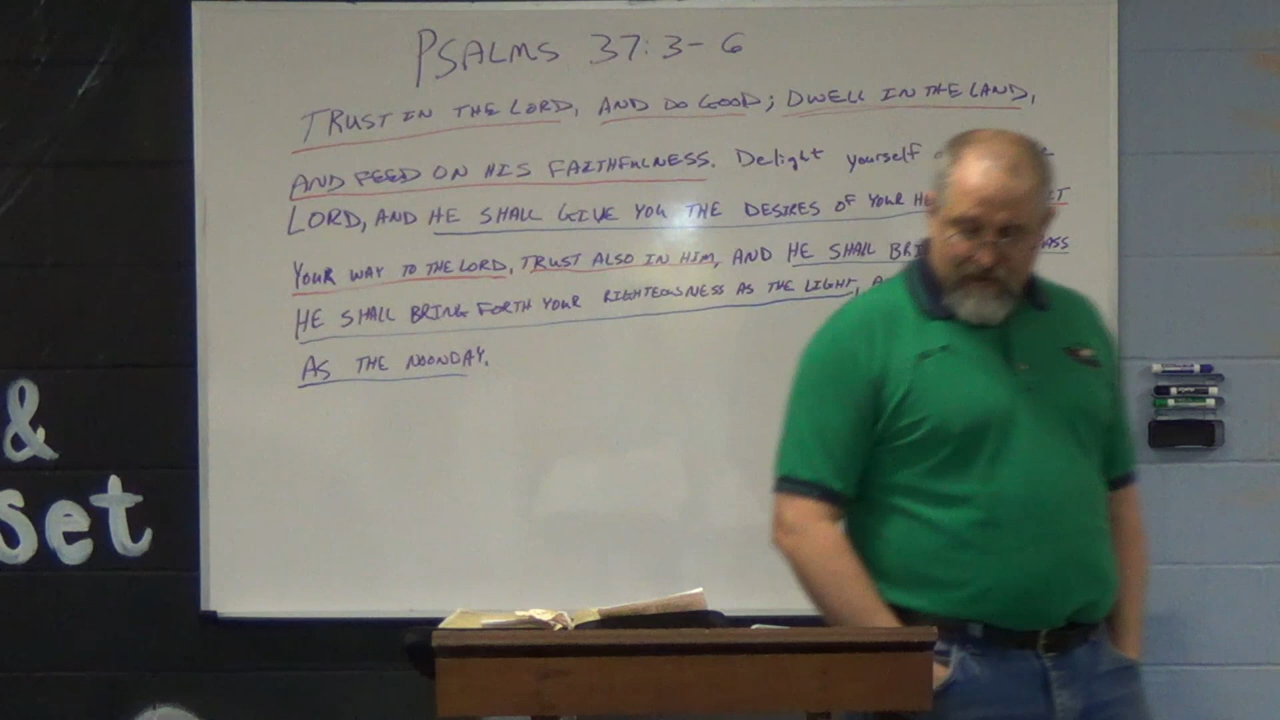 PSALMS 37:3-6
TRUST IN THE LORD, AND DO GOOD; DWELL IN THE LAND,
AND FEED ON HIS FAITHFULNESS. Delight yourself
LORD, AND HE SHALL GIVE YOU THE DESIRES OF YOUR
YOUR WAY TO THE LORD, TRUST ALSO IN HIM, AND HE SHALL
HE SHALL BRING FORTH YOUR RIGHTEOUSNESS AS THE LIGHT,
AS THE NOONDAY.
&
set